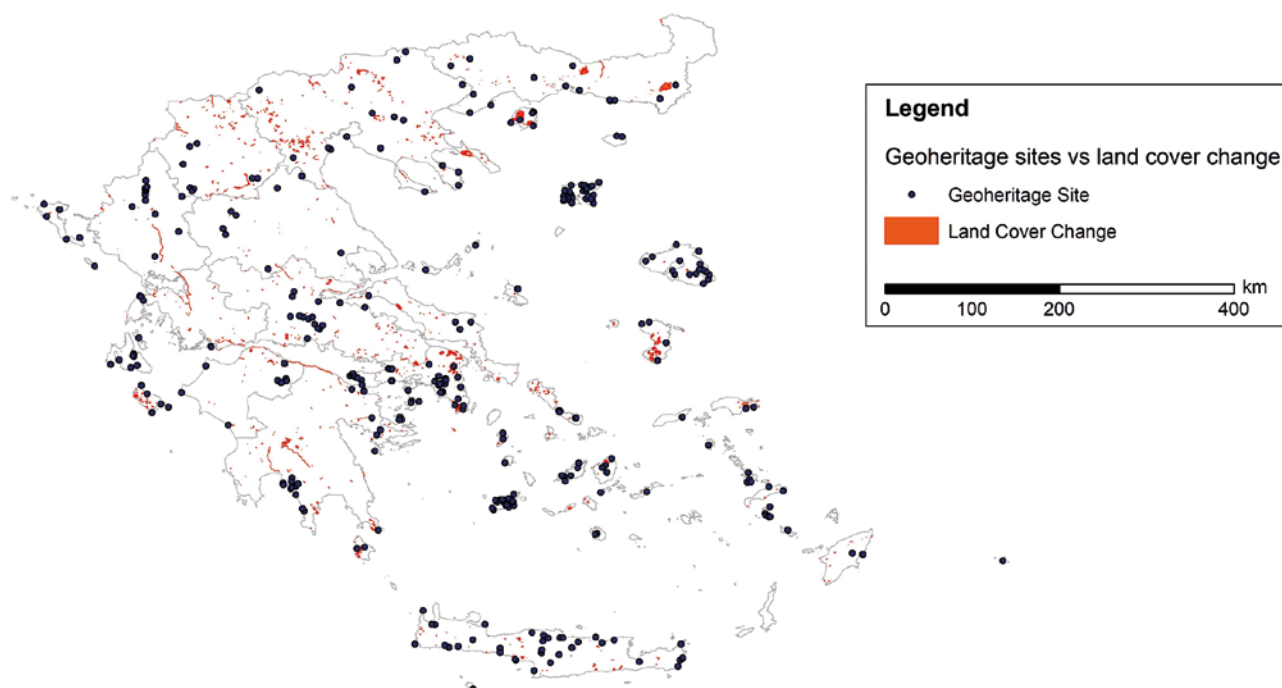 Legend
Geoheritage sites vs land cover change
Geoheritage Site
Land Cover Change
km
0 100 200 400